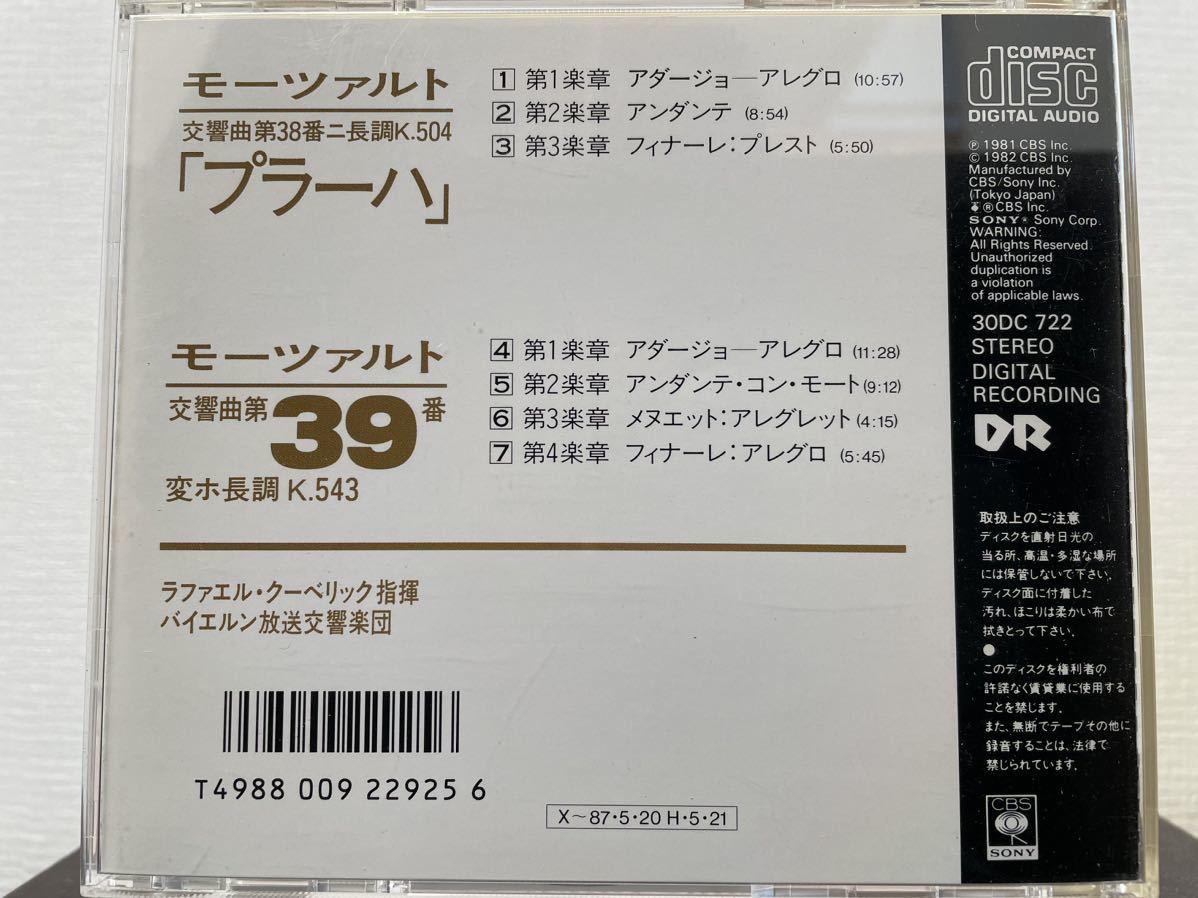 モーツァルト
交響曲第38番ニ長調K.504
「プラーハ」
1 第1楽章 アダージョ—アレグロ (10:57)
2 第2楽章 アンダンテ (8:54)
3 第3楽章 フィナーレ:プレスト (5:50)
モーツァルト
交響曲第39番
変ホ長調 K.543
4 第1楽章 アダージョ—アレグロ (11:28)
5 第2楽章 アンダンテ・コン・モート (9:12)
6 第3楽章 メヌエット:アレグレット (4:15)
7 第4楽章 フィナーレ:アレグロ (5:45)
ラファエル・クーベリック指揮
バイエルン放送交響楽団
T4988 009 22925 6
X〜87・5・20 H・5・21
COMPACT
disc
DIGITAL AUDIO
℗ 1981 CBS Inc.
© 1982 CBS Inc.
Manufactured by
CBS/Sony Inc.
(Tokyo Japan)
® CBS Inc.
SONY ® Sony Corp.
WARNING:
All Rights Reserved.
Unauthorized
duplication is
a violation
of applicable laws.
30DC 722
STEREO
DIGITAL
RECORDING
DR
取扱上のご注意
ディスクを直射日光の
当る所、高温・多湿な場所
には保管しないで下さい。
ディスク面に付着した
汚れ、ほこりは柔かい布で
拭きとって下さい。
●
このディスクを権利者の
許諾なく賃貸業に使用する
ことを禁じます。
また、無断でテープその他に
録音することは、法律で
禁じられています。
CBS
SONY